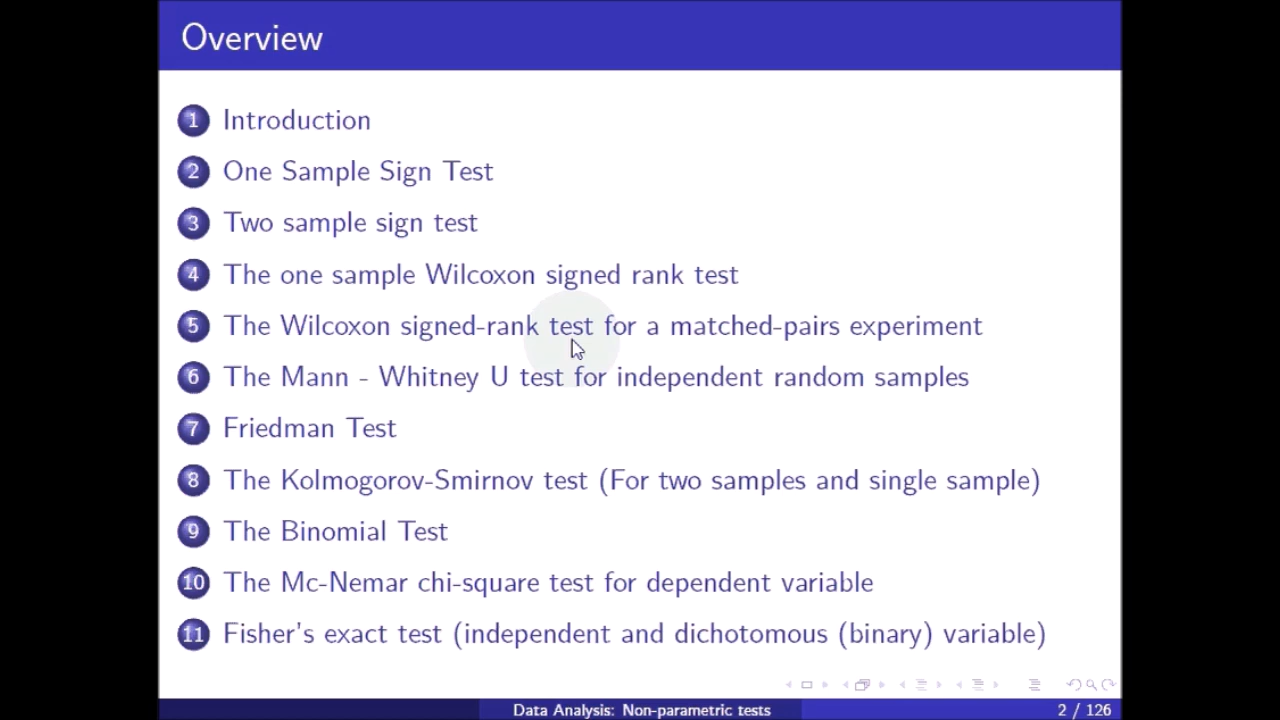 Overview
1 Introduction
2 One Sample Sign Test
3 Two sample sign test
4 The one sample Wilcoxon signed rank test
5 The Wilcoxon signed-rank test for a matched-pairs experiment
6 The Mann - Whitney U test for independent random samples
7 Friedman Test
8 The Kolmogorov-Smirnov test (For two samples and single sample)
9 The Binomial Test
10 The Mc-Nemar chi-square test for dependent variable
11 Fisher's exact test (independent and dichotomous (binary) variable)
Data Analysis: Non-parametric tests 2 / 126